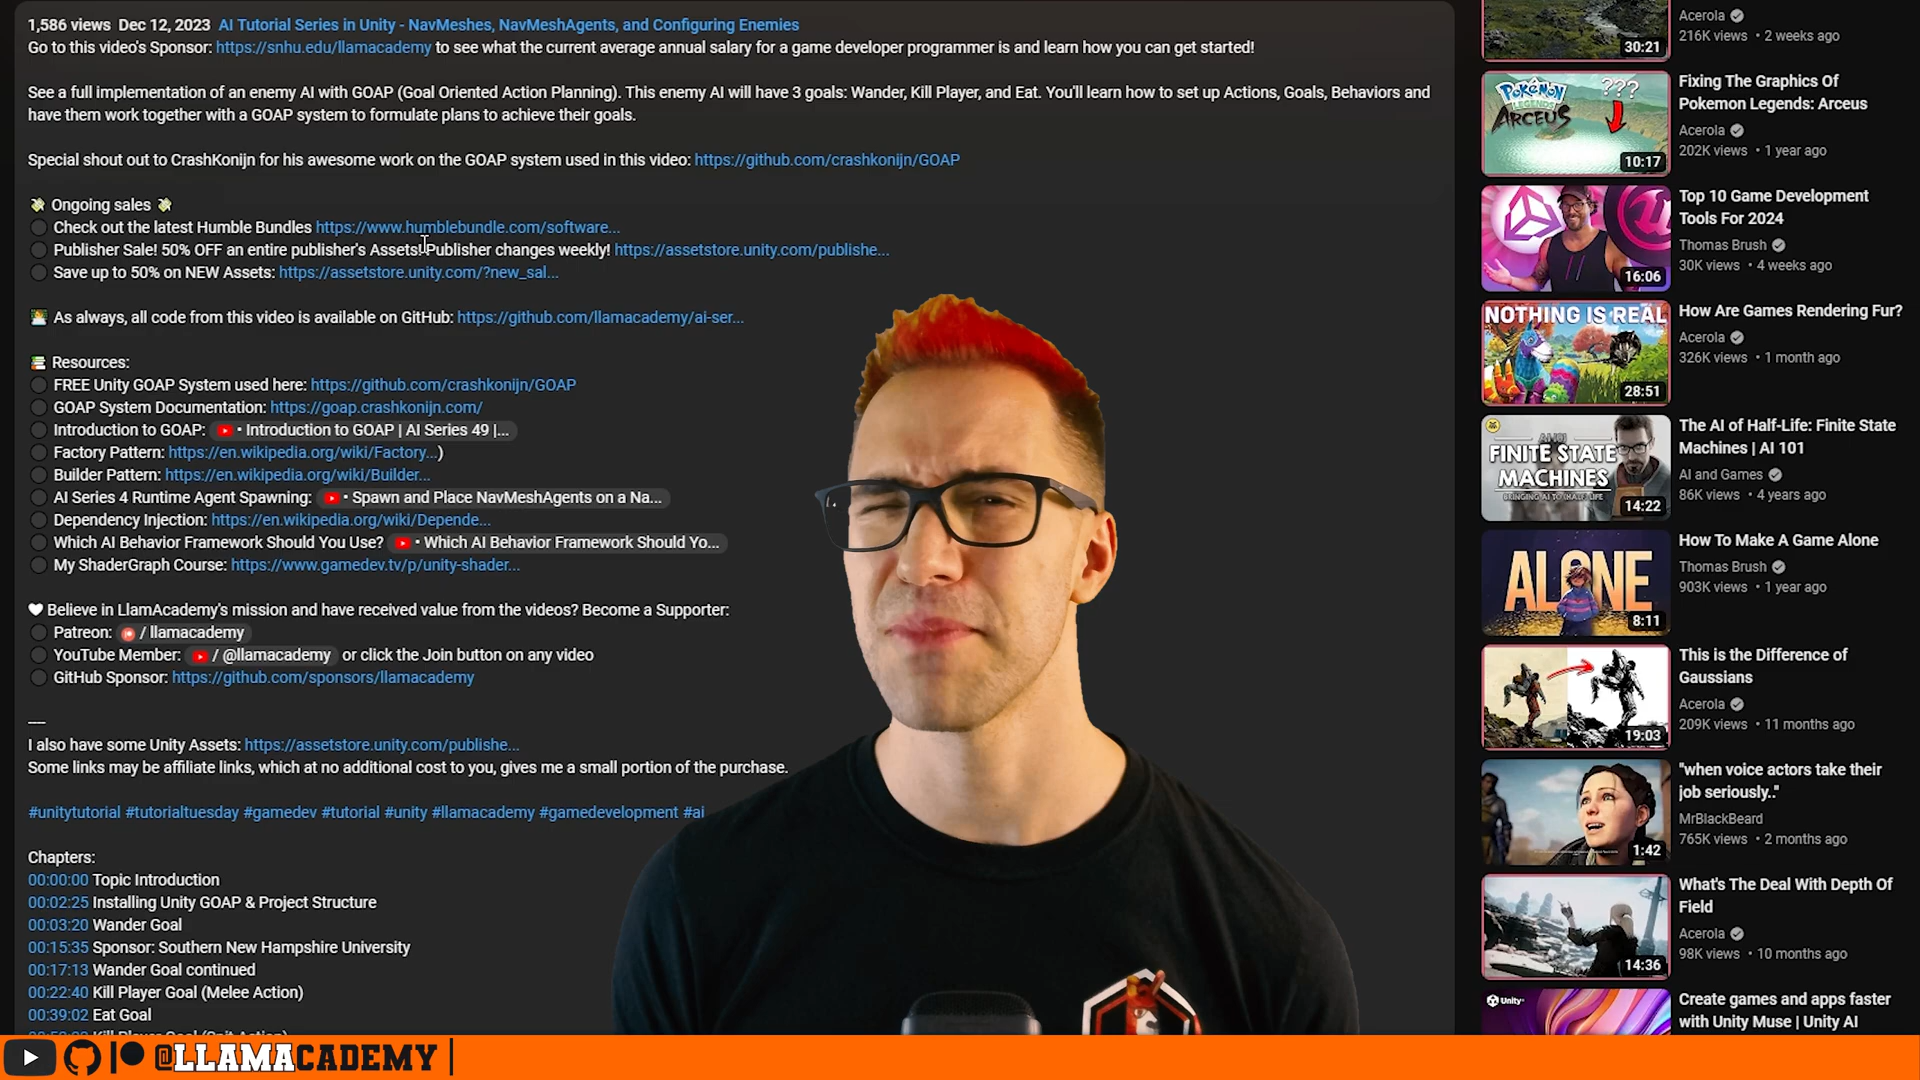 1,586 views Dec 12, 2023 AI Tutorial Series in Unity - NavMeshes, NavMeshAgents, and Configuring Enemies
Go to this video's Sponsor: https://snhu.edu/llamacademy to see what the current average annual salary for a game developer programmer is and learn how you can get started!
See a full implementation of an enemy AI with GOAP (Goal Oriented Action Planning). This enemy AI will have 3 goals: Wander, Kill Player, and Eat. You'll learn how to set up Actions, Goals, Behaviors and
have them work together with a GOAP system to formulate plans to achieve their goals.
Special shout out to CrashKonijn for his awesome work on the GOAP system used in this video: https://github.com/crashkonijn/GOAP
Ongoing sales
Check out the latest Humble Bundles https://www.humblebundle.com/software...
Publisher Sale! 50% OFF an entire publisher's Assets! Publisher changes weekly! https://assetstore.unity.com/publishe...
Save up to 50% on NEW Assets: https://assetstore.unity.com/?new_sal...
As always, all code from this video is available on GitHub: https://github.com/llamacademy/ai-ser...
Resources:
FREE Unity GOAP System used here: https://github.com/crashkonijn/GOAP
GOAP System Documentation: https://goap.crashkonijn.com/
Introduction to GOAP: • Introduction to GOAP | AI Series 49 |...
Factory Pattern: https://en.wikipedia.org/wiki/Factory...)
Builder Pattern: https://en.wikipedia.org/wiki/Builder...
AI Series 4 Runtime Agent Spawning: • Spawn and Place NavMeshAgents on a Na...
Dependency Injection: https://en.wikipedia.org/wiki/Depende...
Which AI Behavior Framework Should You Use? • Which AI Behavior Framework Should Yo...
My ShaderGraph Course: https://www.gamedev.tv/p/unity-shader...
Believe in LlamAcademy's mission and have received value from the videos? Become a Supporter:
Patreon: / llamacademy
YouTube Member: / @llamacademy or click the Join button on any video
GitHub Sponsor: https://github.com/sponsors/llamacademy
I also have some Unity Assets: https://assetstore.unity.com/publishe...
Some links may be affiliate links, which at no additional cost to you, gives me a small portion of the purchase.
#unitytutorial #tutorialtuesday #gamedev #tutorial #unity #llamacademy #gamedevelopment #ai
Chapters:
00:00:00 Topic Introduction
00:02:25 Installing Unity GOAP & Project Structure
00:03:20 Wander Goal
00:15:35 Sponsor: Southern New Hampshire University
00:17:13 Wander Goal continued
00:22:40 Kill Player Goal (Melee Action)
00:39:02 Eat Goal
Acerola
216K views • 2 weeks ago
30:21
POKéMON LEGENDS ARCEUS
???
10:17
Fixing The Graphics Of
Pokemon Legends: Arceus
Acerola
202K views • 1 year ago
16:06
Top 10 Game Development
Tools For 2024
Thomas Brush
30K views • 4 weeks ago
NOTHING IS REAL
28:51
How Are Games Rendering Fur?
Acerola
326K views • 1 month ago
AI 101
FINITE STATE
MACHINES
BRINGING AI TO HALF-LIFE
14:22
The AI of Half-Life: Finite State
Machines | AI 101
AI and Games
86K views • 4 years ago
ALONE
8:11
How To Make A Game Alone
Thomas Brush
903K views • 1 year ago
19:03
This is the Difference of
Gaussians
Acerola
209K views • 11 months ago
1:42
"when voice actors take their
job seriously.."
MrBlackBeard
765K views • 2 months ago
14:36
What's The Deal With Depth Of
Field
Acerola
98K views • 10 months ago
Unity
Create games and apps faster
with Unity Muse | Unity AI
@LLAMACADEMY